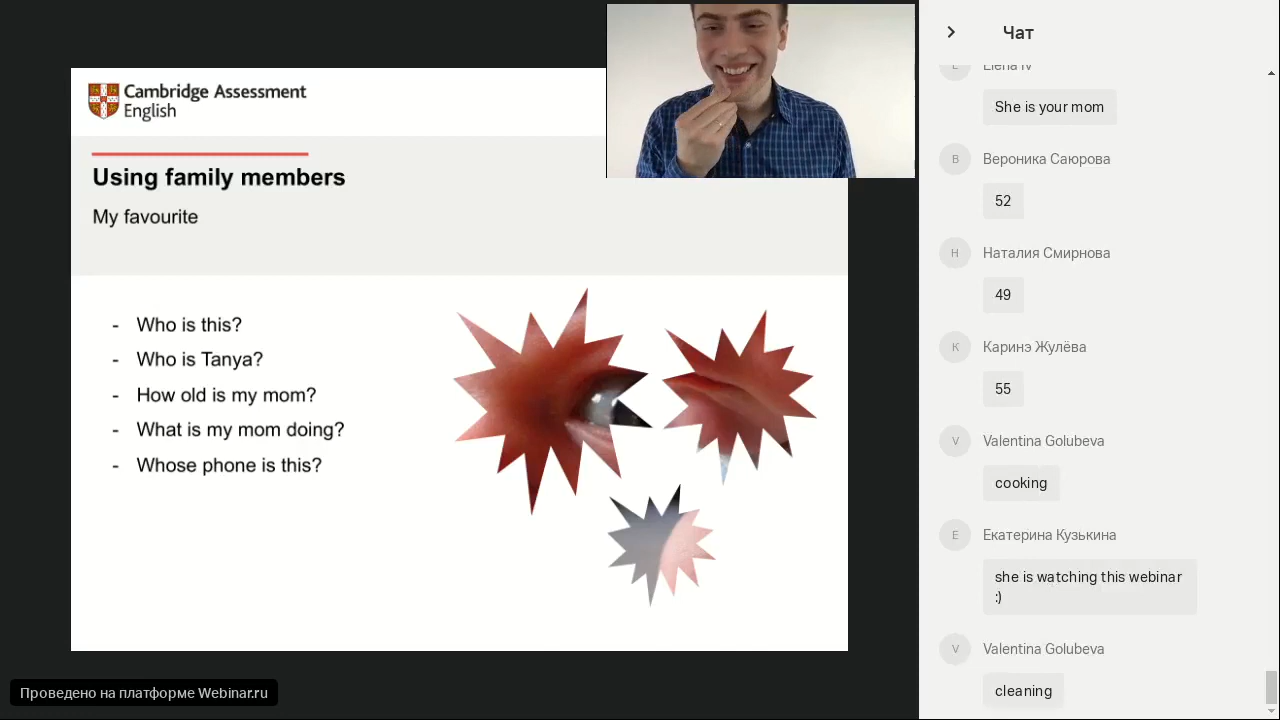 Cambridge Assessment
English
Using family members
My favourite
- Who is this?
- Who is Tanya?
- How old is my mom?
- What is my mom doing?
- Whose phone is this?
Проведено на платформе Webinar.ru
Чат
Elena IV
She is your mom
В
Вероника Саюрова
52
Н
Наталия Смирнова
49
К
Каринэ Жулёва
55
V
Valentina Golubeva
cooking
Е
Екатерина Кузькина
she is watching this webinar
:)
V
Valentina Golubeva
cleaning